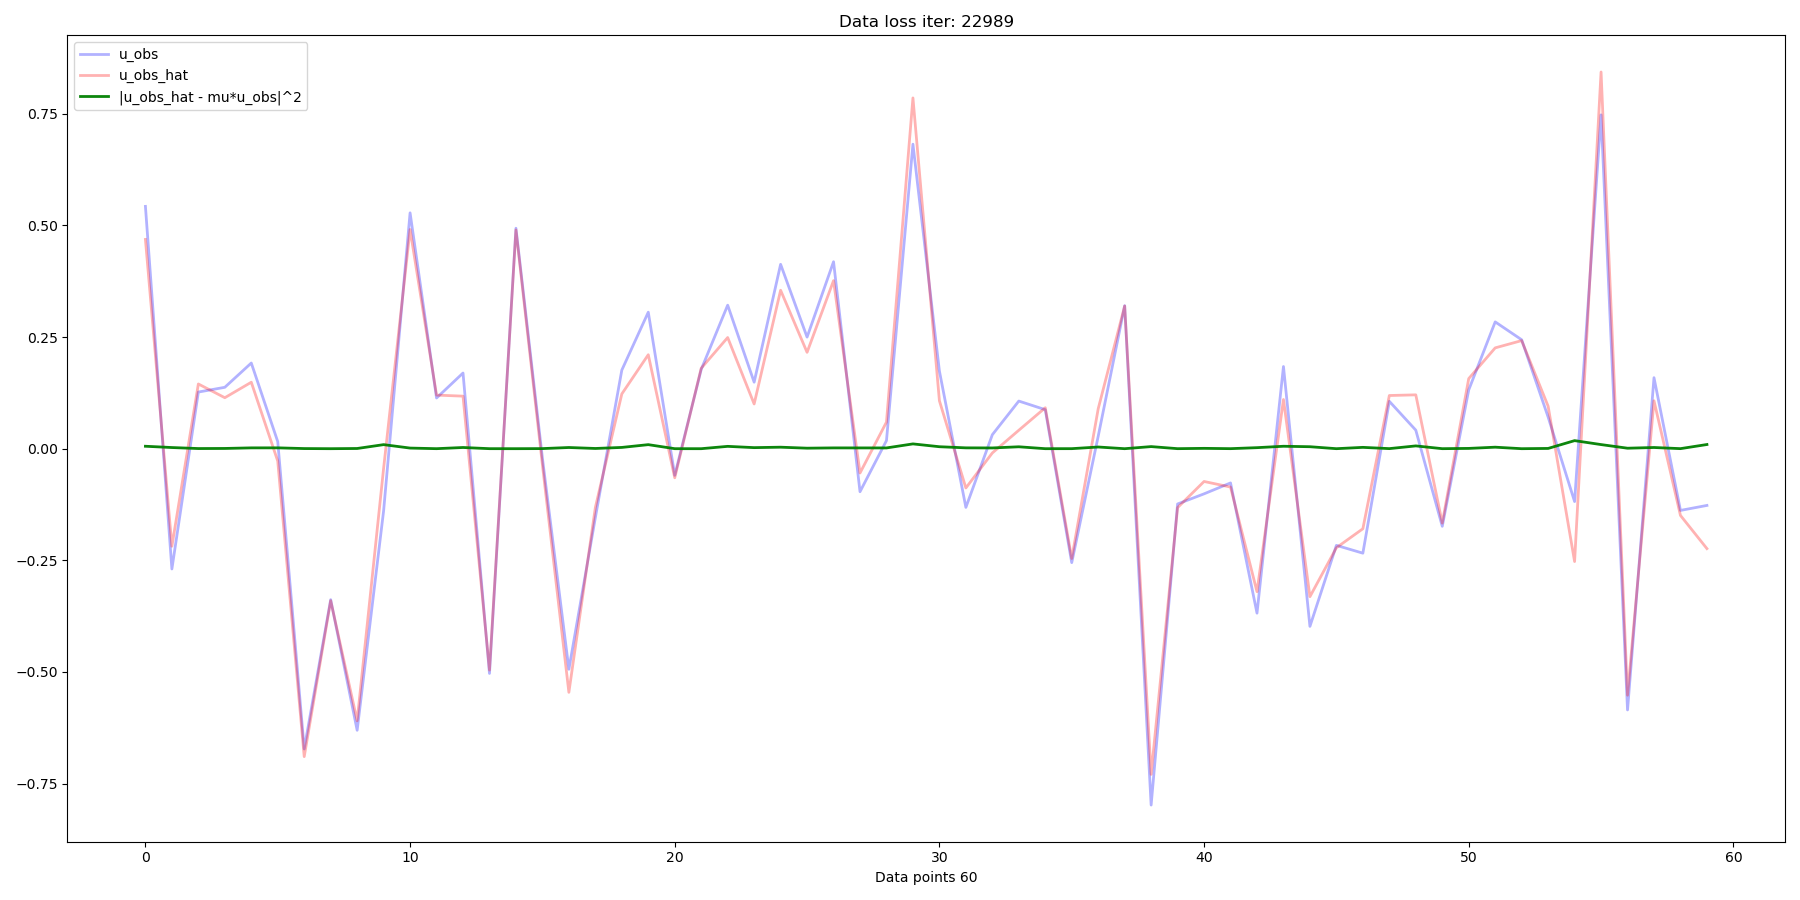 Data loss iter: 22989
u_obs
u_obs_hat
|u_obs_hat - mu*u_obs|^2
0.75
0.50
0.25
0.00
−0.25
−0.50
−0.75
0 10 20 30 40 50 60
Data points 60